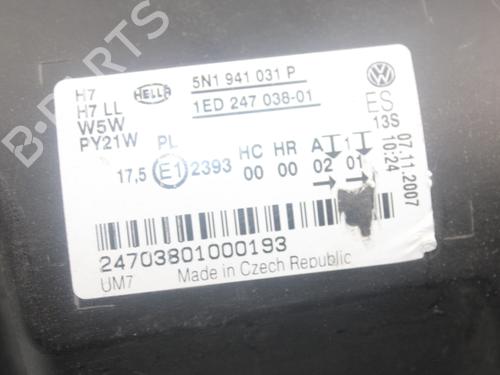 B-PARTS
H7
H7 LL
W5W
PY21W
HELLA
5N1 941 031 P
1ED 247 038-01
ES
13S
PL
17,5 E1 2393
HC HR A 1 1
00 00 02 01
07.11.2007
10:24
24703801000193
UM7 Made in Czech Republic